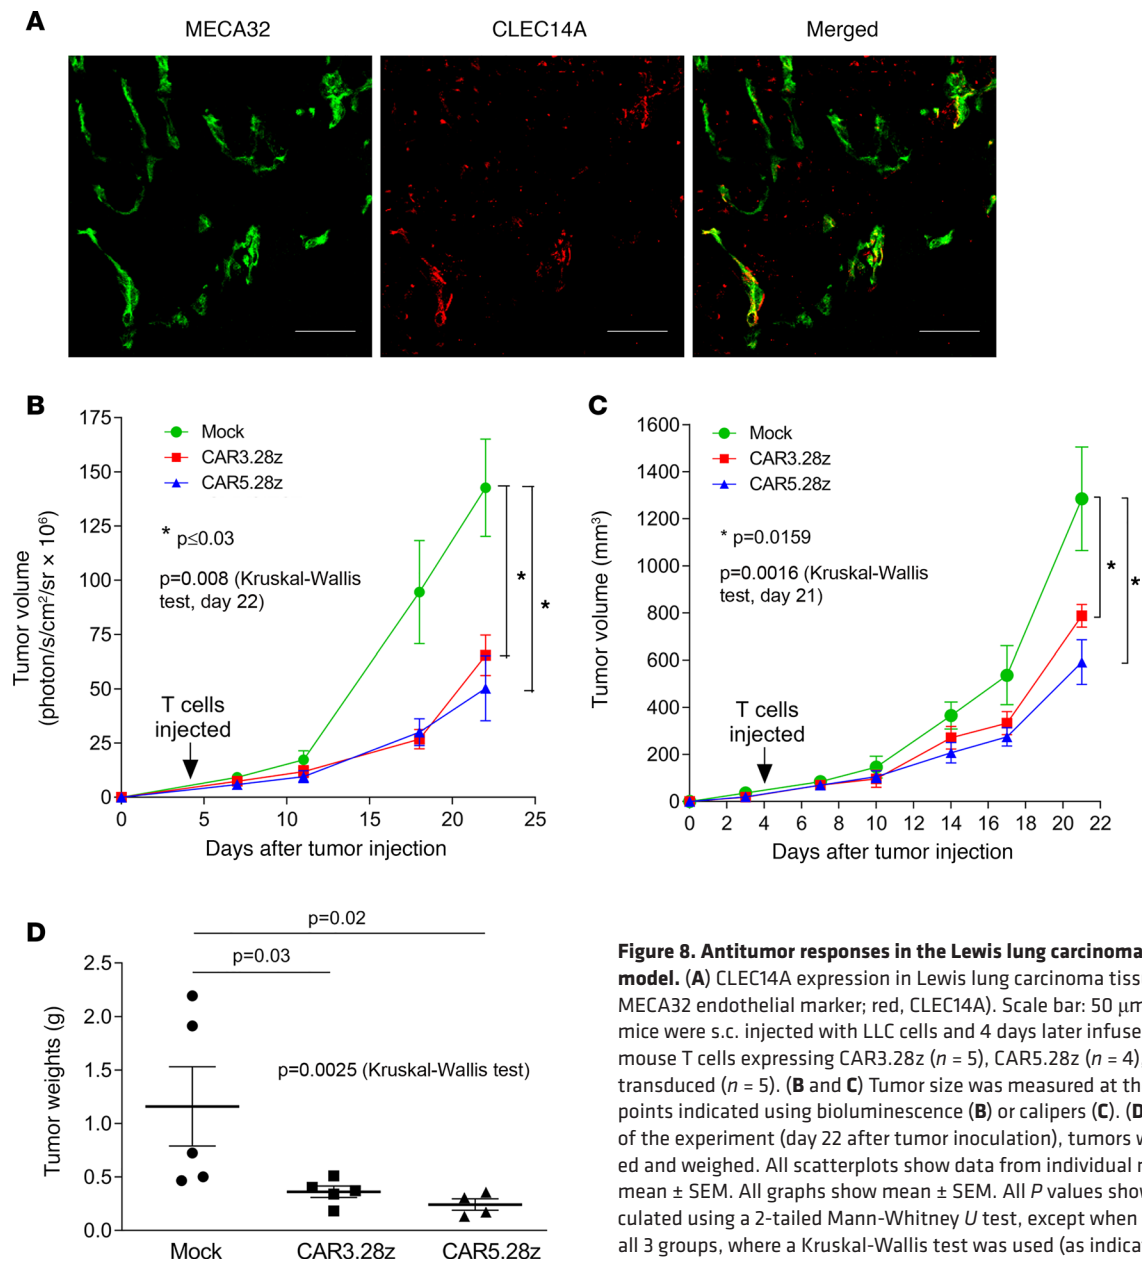 A
MECA32
CLEC14A
Merged
B
Tumor volume
(photon/s/cm²/sr × 10⁶)
175
150
125
100
75
50
25
0
Mock
CAR3.28z
CAR5.28z
* p≤0.03
p=0.008 (Kruskal-Wallis
test, day 22)
T cells
injected
*
*
0
5
10
15
20
25
Days after tumor injection
C
Tumor volume (mm³)
1600
1400
1200
1000
800
600
400
200
0
Mock
CAR3.28z
CAR5.28z
* p=0.0159
p=0.0016 (Kruskal-Wallis
test, day 21)
T cells
injected
*
*
0
2
4
6
8
10
12
14
16
18
20
22
Days after tumor injection
D
p=0.02
p=0.03
p=0.0025 (Kruskal-Wallis test)
Tumor weights (g)
2.5
2.0
1.5
1.0
0.5
0.0
Mock
CAR3.28z
CAR5.28z
Figure 8. Antitumor responses in the Lewis lung carcinoma
model. (A) CLEC14A expression in Lewis lung carcinoma tiss
MECA32 endothelial marker; red, CLEC14A). Scale bar: 50 μm
mice were s.c. injected with LLC cells and 4 days later infuse
mouse T cells expressing CAR3.28z (n = 5), CAR5.28z (n = 4)
transduced (n = 5). (B and C) Tumor size was measured at th
points indicated using bioluminescence (B) or calipers (C). (D
of the experiment (day 22 after tumor inoculation), tumors w
ed and weighed. All scatterplots show data from individual
mean ± SEM. All graphs show mean ± SEM. All P values show
culated using a 2-tailed Mann-Whitney U test, except when
all 3 groups, where a Kruskal-Wallis test was used (as indica